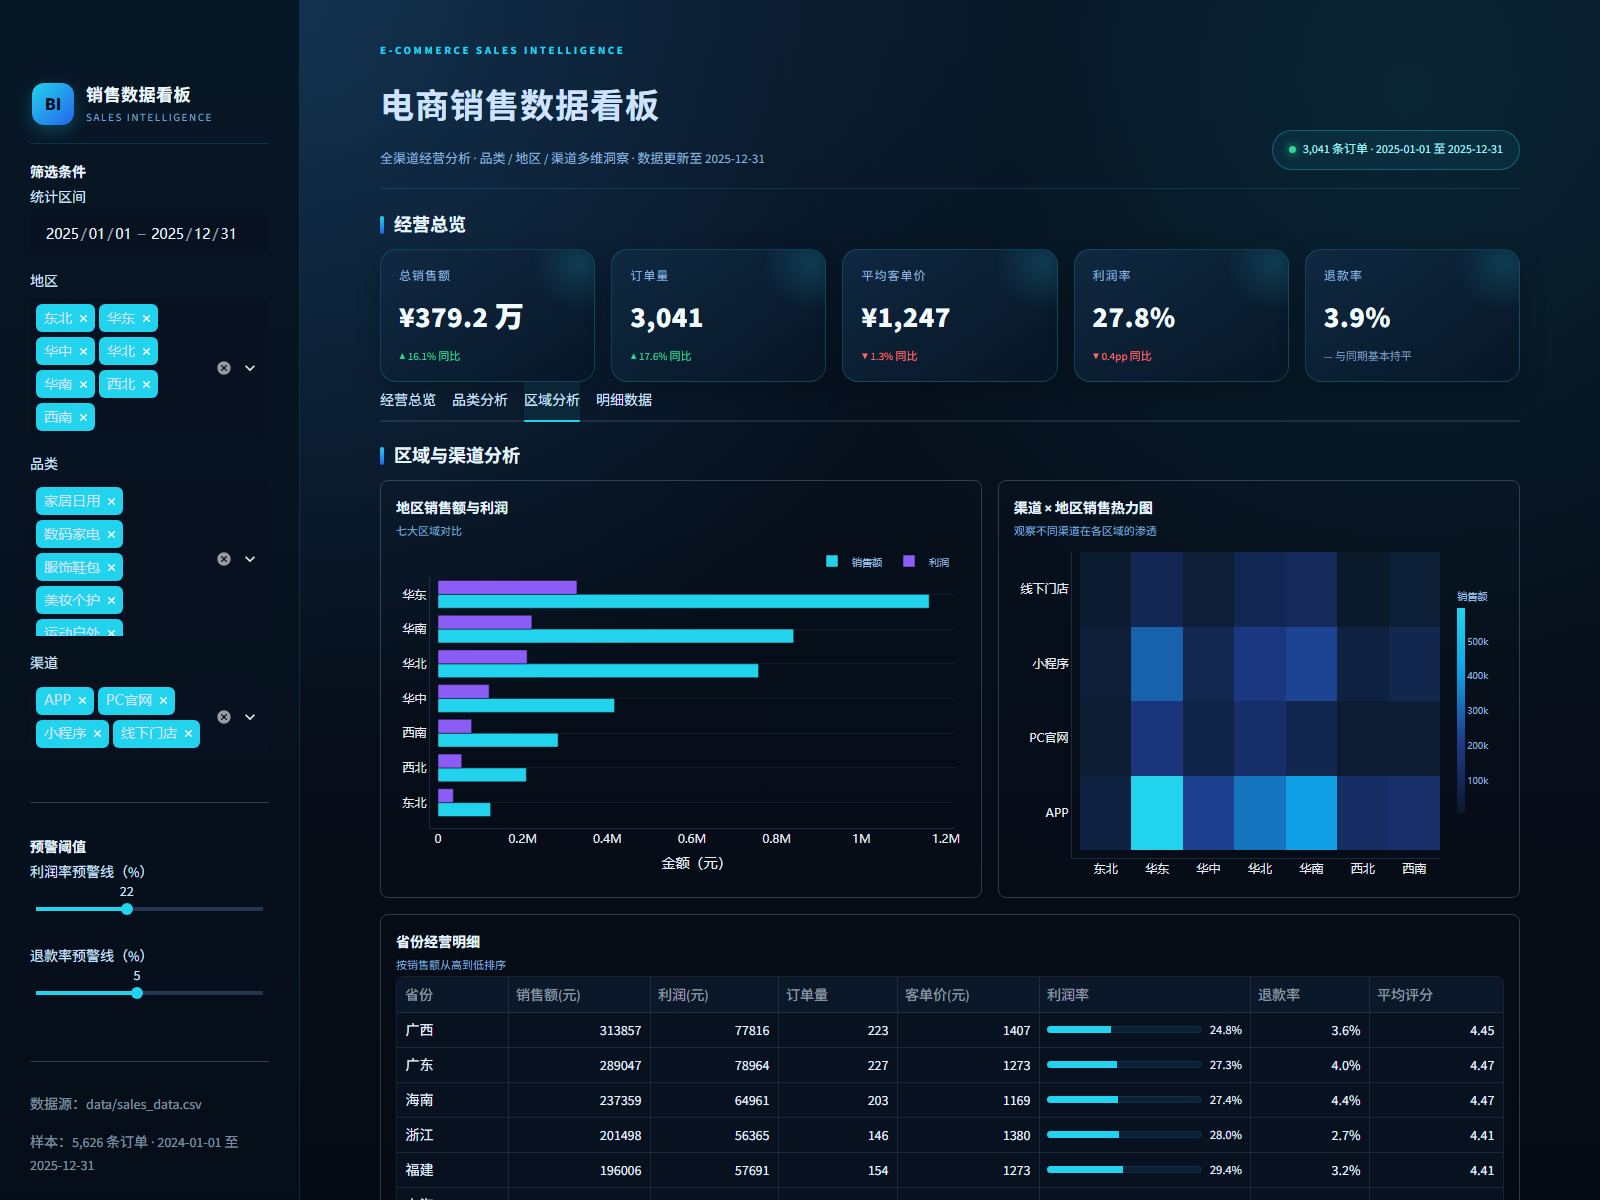 BI
销售数据看板
SALES INTELLIGENCE
筛选条件
统计区间
2025/01/01 – 2025/12/31
地区
东北 × 华东 ×
华中 × 华北 ×
华南 × 西北 ×
西南 ×
品类
家居日用 ×
数码家电 ×
服饰鞋包 ×
美妆个护 ×
运动户外 ×
渠道
APP × PC官网 ×
小程序 × 线下门店 ×
预警阈值
利润率预警线（%）
22
退款率预警线（%）
5
数据源：data/sales_data.csv
样本：5,626 条订单 · 2024-01-01 至
2025-12-31
E-COMMERCE SALES INTELLIGENCE
电商销售数据看板
全渠道经营分析 · 品类 / 地区 / 渠道多维洞察 · 数据更新至 2025-12-31
3,041 条订单 · 2025-01-01 至 2025-12-31
经营总览
总销售额
¥379.2 万
▲ 16.1% 同比
订单量
3,041
▲ 17.6% 同比
平均客单价
¥1,247
▼ 1.3% 同比
利润率
27.8%
▼ 0.4pp 同比
退款率
3.9%
— 与同期基本持平
经营总览 品类分析 区域分析 明细数据
区域与渠道分析
地区销售额与利润
七大区域对比
销售额 利润
华东
华南
华北
华中
西南
西北
东北
0 0.2M 0.4M 0.6M 0.8M 1M 1.2M
金额（元）
渠道 × 地区销售热力图
观察不同渠道在各区域的渗透
线下门店
小程序
PC官网
APP
东北 华东 华中 华北 华南 西北 西南
销售额
500k
400k
300k
200k
100k
省份经营明细
按销售额从高到低排序
省份 销售额(元) 利润(元) 订单量 客单价(元) 利润率 退款率 平均评分
广西 313857 77816 223 1407 24.8% 3.6% 4.45
广东 289047 78964 227 1273 27.3% 4.0% 4.47
海南 237359 64961 203 1169 27.4% 4.4% 4.47
浙江 201498 56365 146 1380 28.0% 2.7% 4.41
福建 196006 57691 154 1273 29.4% 3.2% 4.41